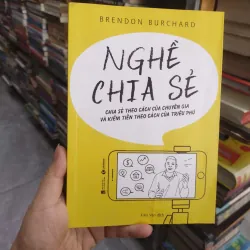 BRENDON BURCHARD
NGHỀ
CHIA SẺ
CHIA SẺ THEO CÁCH CỦA CHUYÊN GIA
VÀ KIẾM TIỀN THEO CÁCH CỦA TRIỆU PHÚ